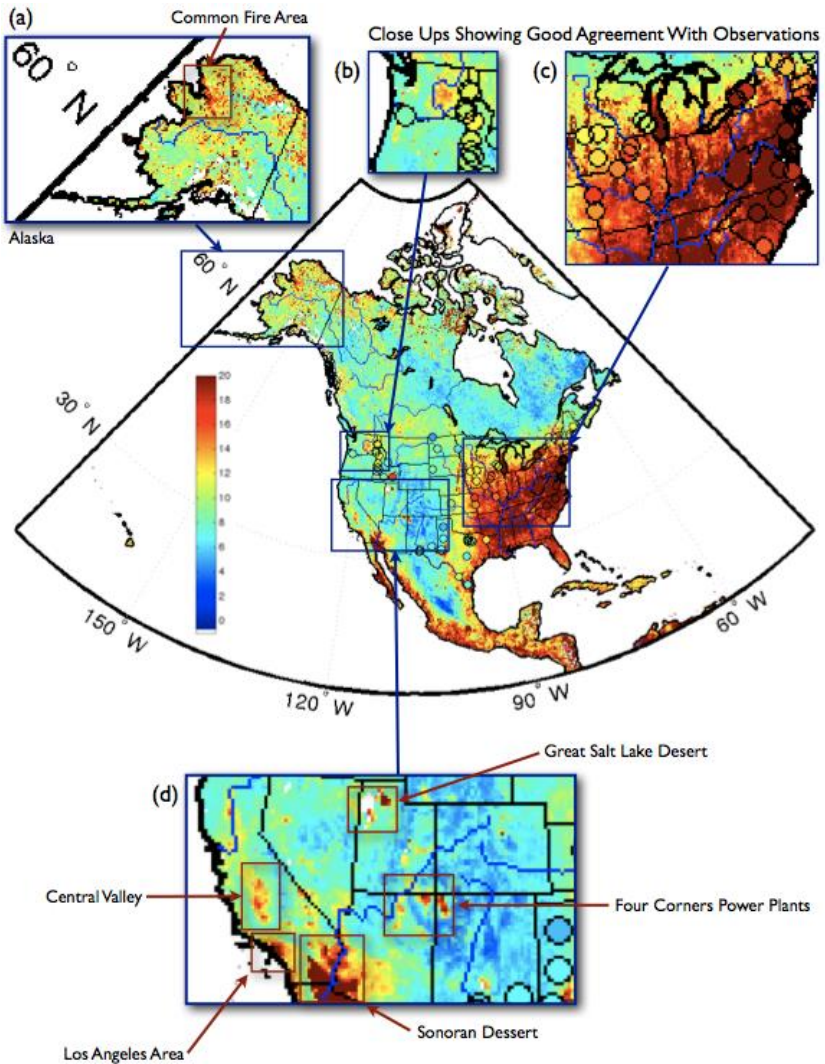 (a)
Common Fire Area
60 ° N
Alaska
Close Ups Showing Good Agreement With Observations
(b)
(c)
60 ° N
30 ° N
20
18
16
14
12
10
8
6
4
2
0
150 ° W
120 ° W
90 ° W
60 ° W
(d)
Great Salt Lake Desert
Central Valley
Four Corners Power Plants
Los Angeles Area
Sonoran Dessert